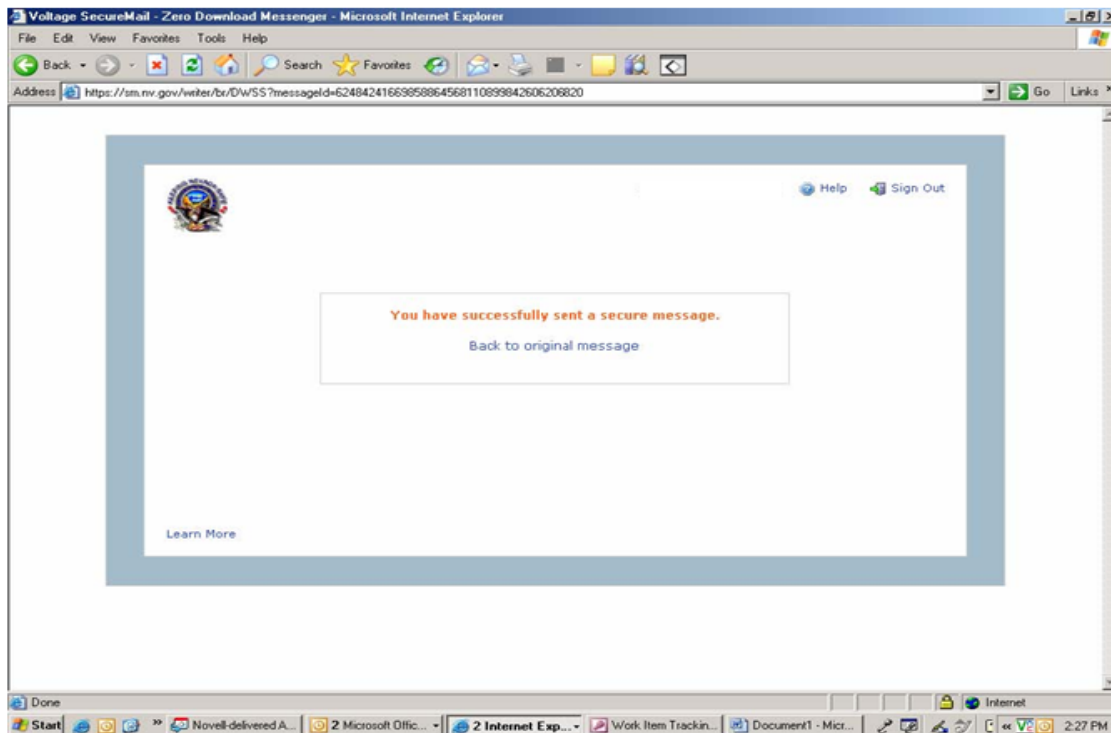 Voltage SecureMail - Zero Download Messenger - Microsoft Internet Explorer
File Edit View Favorites Tools Help
Back Search Favorites
Address https://sm.nv.gov/writer/br/DWSS?messageId=6248424166985886456811089984260620682​0 Go Links »
Help Sign Out
You have successfully sent a secure message.
Back to original message
Learn More
Done Internet
Start » Novell-delivered A... 2 Microsoft Offic... 2 Internet Exp... Work Item Trackin... Document1 - Micr... « 2:27 PM